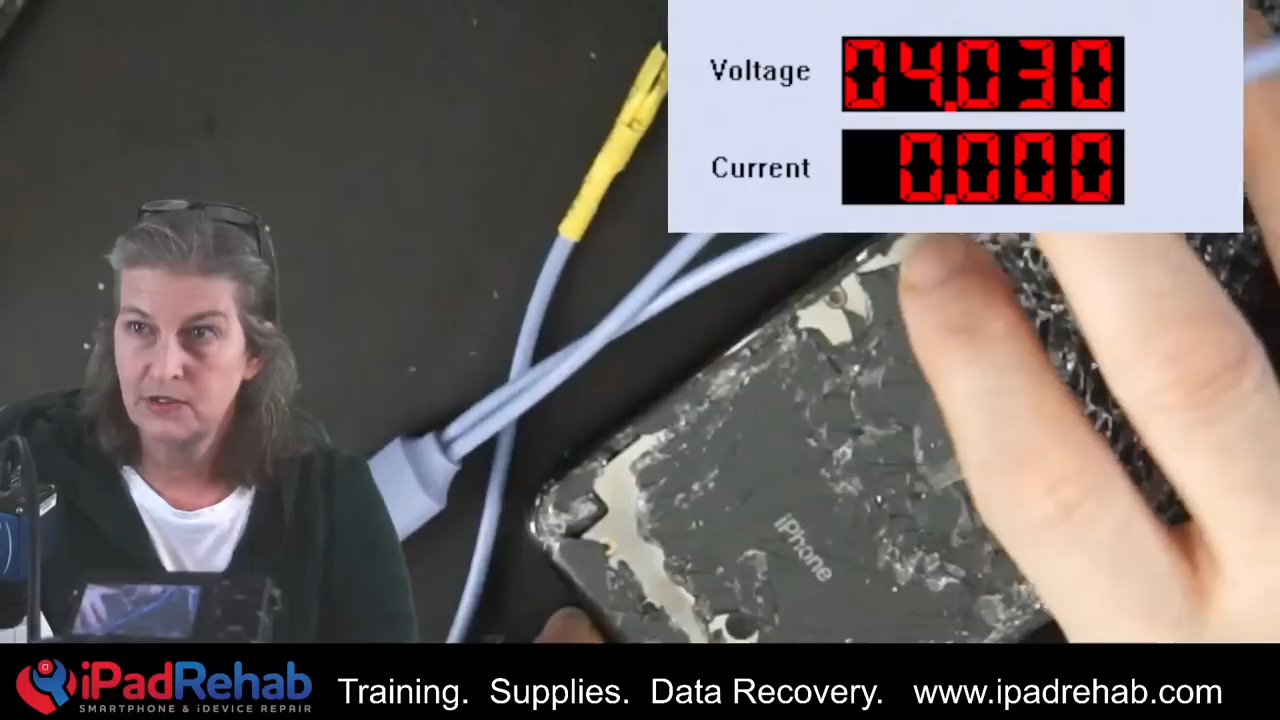 Voltage 04.030
Current 0.000
iPhone
iPadRehab
SMARTPHONE & iDEVICE REPAIR
Training. Supplies. Data Recovery. www.ipadrehab.com